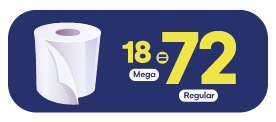 18 = 72
Mega
Regular